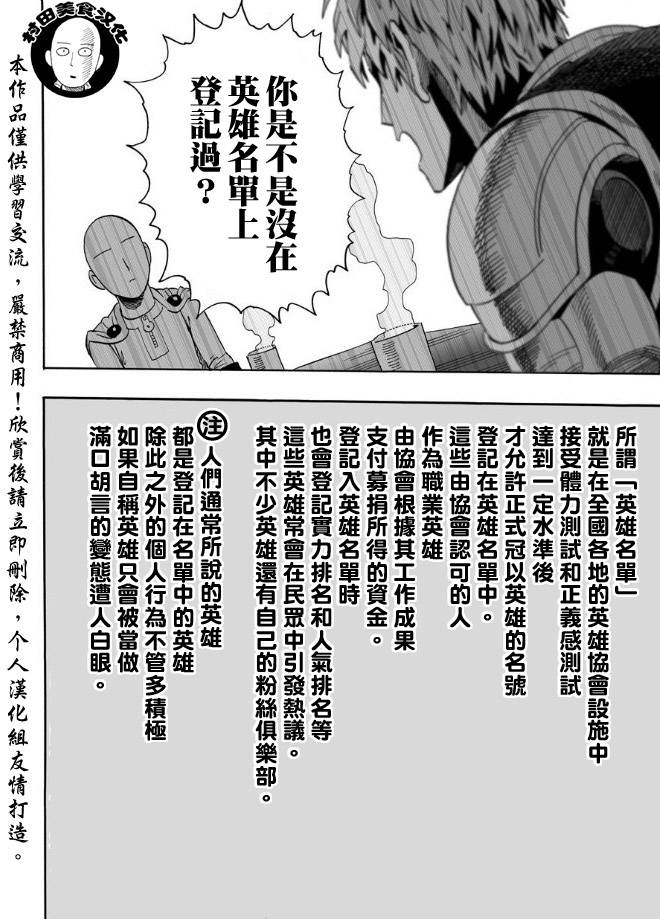 村田美食汉化
你是不是沒在
英雄名單上
登記過？
所謂「英雄名單」
就是在全國各地的英雄協會設施中
接受體力測試和正義感測試
達到一定水準後
才允許正式冠以英雄的名號
登記在英雄名單中。
這些由協會認可的人
作為職業英雄
由協會根據其工作成果
支付募捐所得的資金。
登記入英雄名單時
也會登記實力排名和人氣排名等
這些英雄常會在民眾中引發熱議。
其中不少英雄還有自己的粉絲俱樂部。
注 人們通常所說的英雄
都是登記在名單中的英雄
除此之外的個人行為不管多積極
如果自稱英雄只會被當做
滿口胡言的變態遭人白眼。
本作品僅供學習交流，嚴禁商用！欣賞後請立即刪除，个人漢化組友情打造。